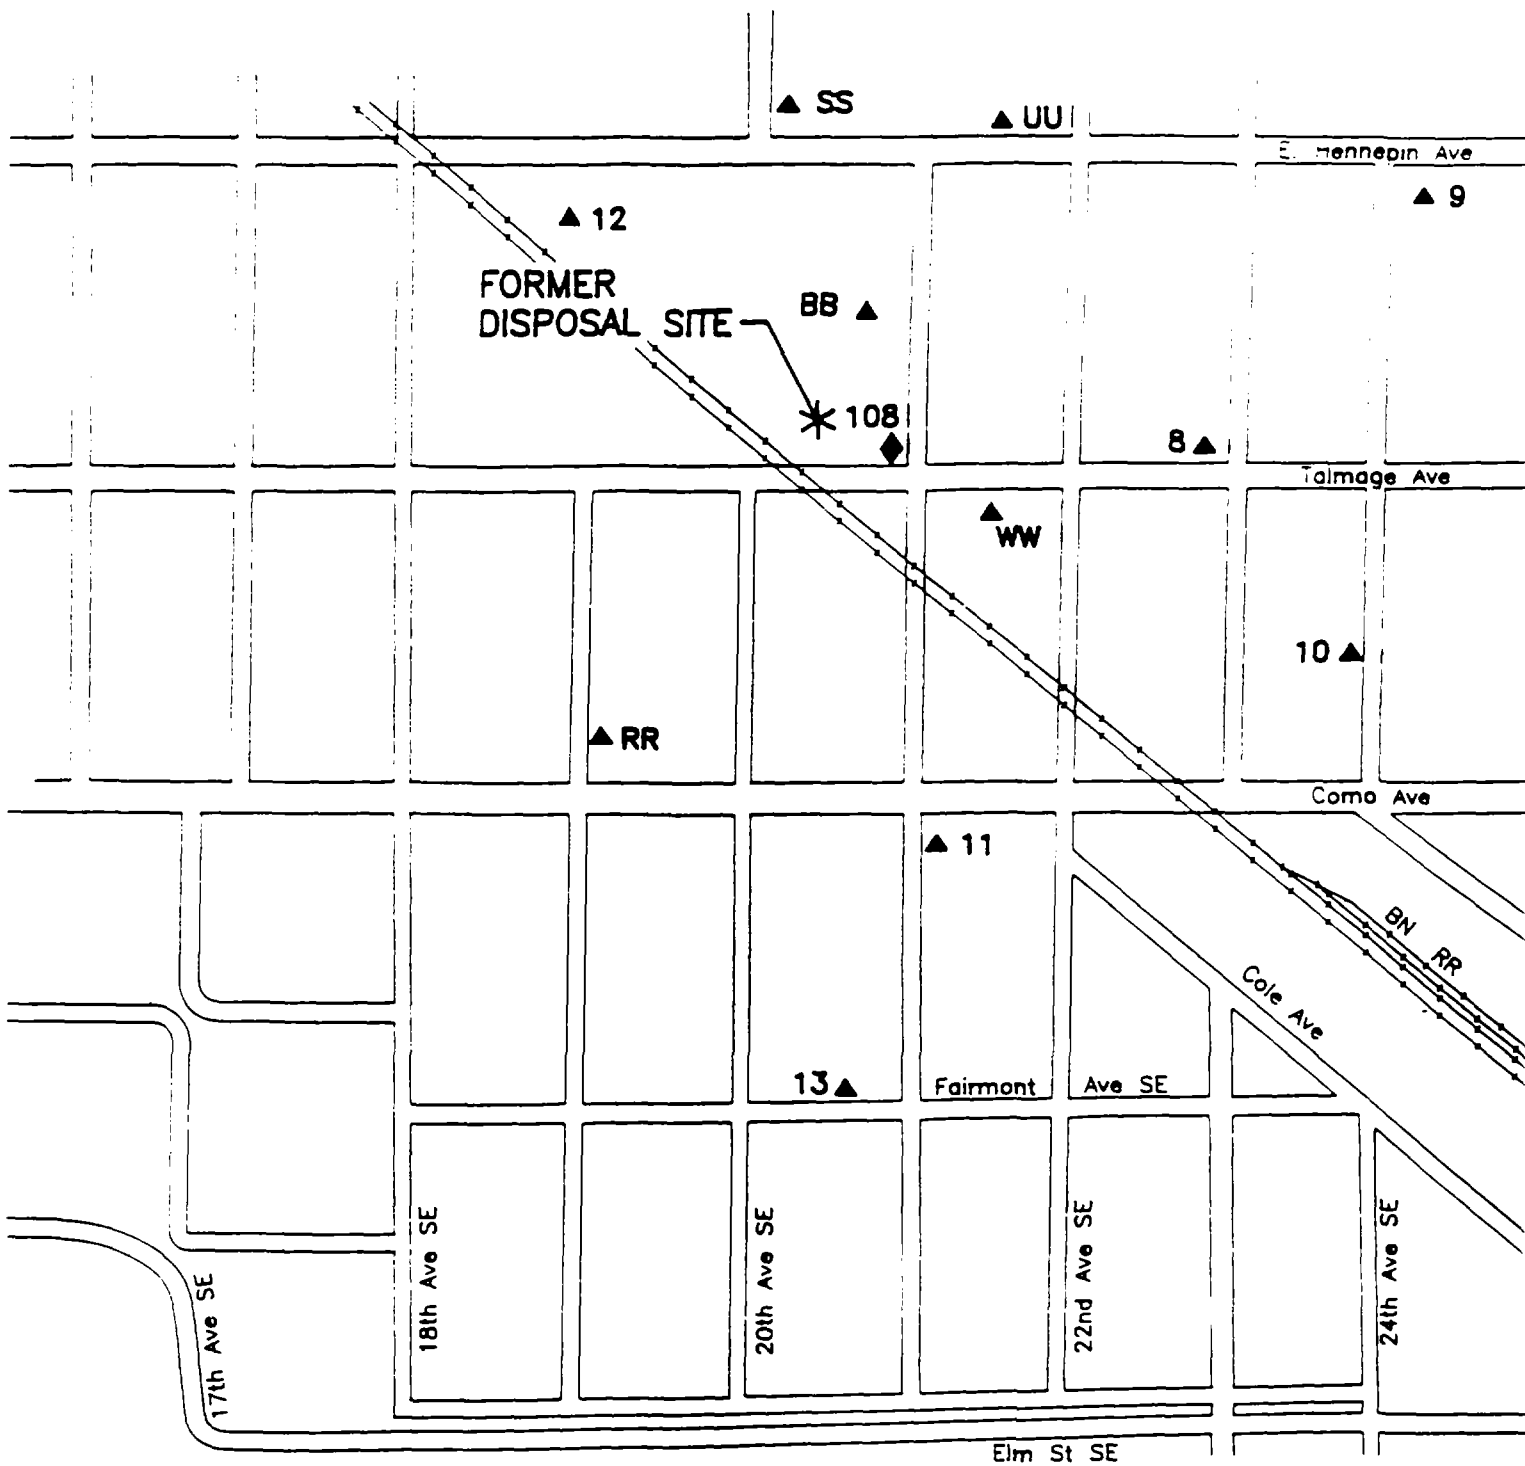 SS
UU
E. Hennepin Ave
9
12
FORMER
DISPOSAL SITE
BB
108
8
Talmage Ave
WW
10
RR
Como Ave
11
BN RR
Cole Ave
13
Fairmont Ave SE
17th Ave SE
18th Ave SE
20th Ave SE
22nd Ave SE
24th Ave SE
Elm St SE